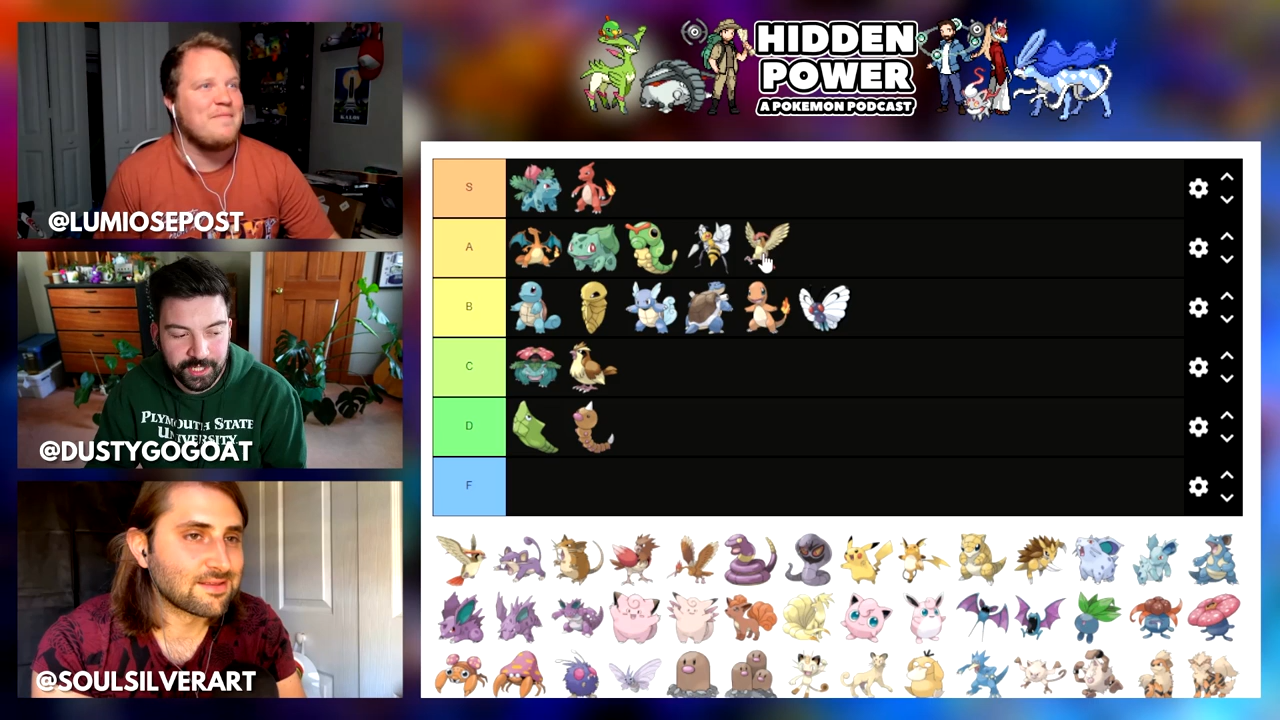 HIDDEN
POWER
A POKEMON PODCAST
@LUMIOSEPOST
PLYMOUTH STATE
UNIVERSITY
@DUSTYGOGOAT
@SOULSILVERART
S
A
B
C
D
F